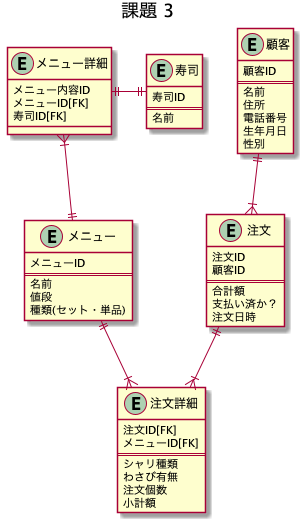 課題 3
E メニュー詳細
メニュー内容ID
メニューID[FK]
寿司ID[FK]
E 寿司
寿司ID
名前
E 顧客
顧客ID
名前
住所
電話番号
生年月日
性別
E メニュー
メニューID
名前
値段
種類(セット・単品)
E 注文
注文ID
顧客ID
合計額
支払い済か？
注文日時
E 注文詳細
注文ID[FK]
メニューID[FK]
シャリ種類
わさび有無
注文個数
小計額